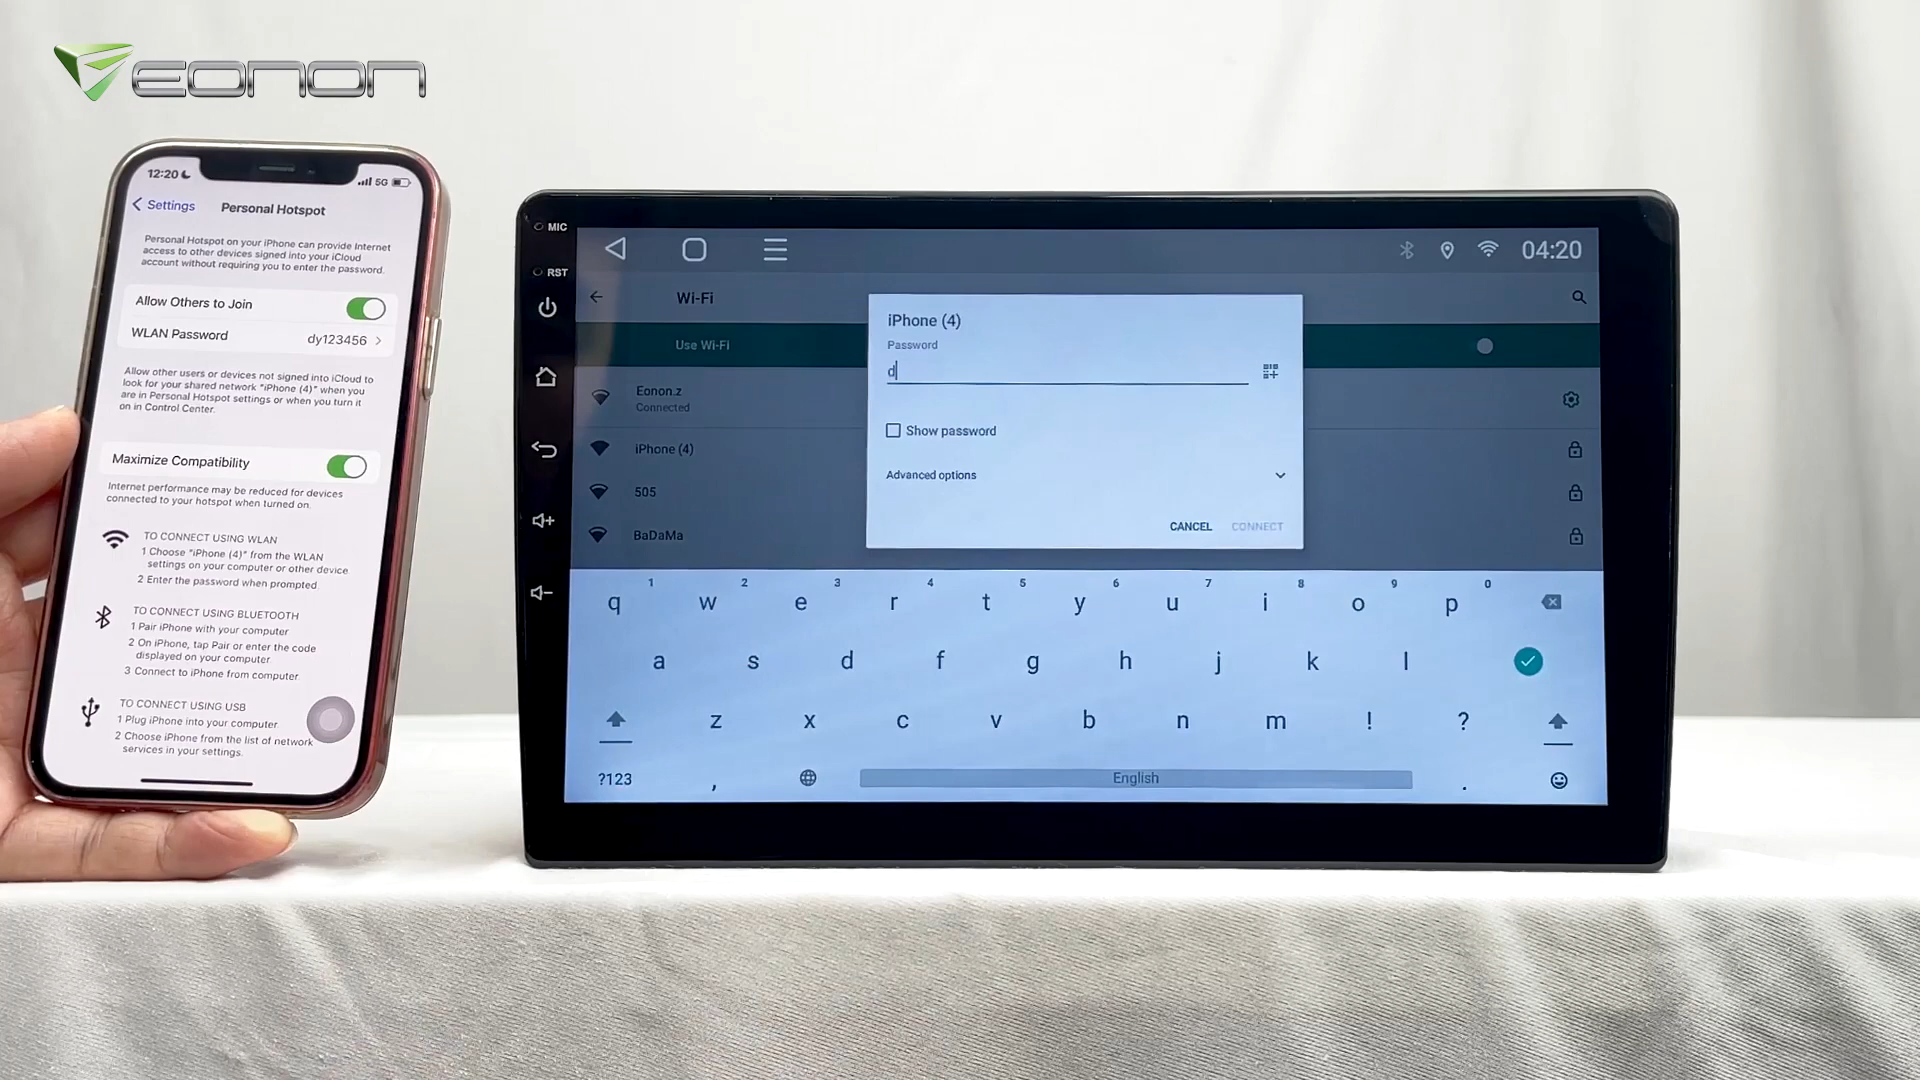 eonon
12:20
5G
Settings
Personal Hotspot
Personal Hotspot on your iPhone can provide Internet
access to other devices signed into your iCloud
account without requiring you to enter the password.
Allow Others to Join
WLAN Password
dy123456
Allow other users or devices not signed into iCloud to
look for your shared network "iPhone (4)" when you
are in Personal Hotspot settings or when you turn it
on in Control Center.
Maximize Compatibility
Internet performance may be reduced for devices
connected to your hotspot when turned on.
TO CONNECT USING WLAN
1 Choose "iPhone (4)" from the WLAN
settings on your computer or other device
2 Enter the password when prompted
TO CONNECT USING BLUETOOTH
1 Pair iPhone with your computer
2 On iPhone, tap Pair or enter the code
displayed on your computer
3 Connect to iPhone from computer
TO CONNECT USING USB
1 Plug iPhone into your computer
2 Choose iPhone from the list of network
services in your settings.
MIC
RST
04:20
Wi-Fi
Use Wi-Fi
Eonon.z
Connected
iPhone (4)
505
BaDaMa
iPhone (4)
Password
d
Show password
Advanced options
CANCEL CONNECT
1 2 3 4 5 6 7 8 9 0
q w e r t y u i o p
a s d f g h j k l
z x c v b n m ! ?
?123 , English .